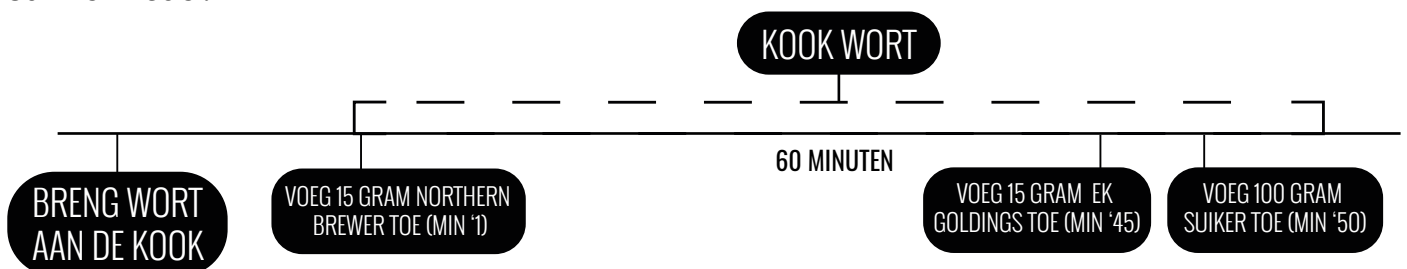 KOOK WORT
60 MINUTEN
BRENG WORT
AAN DE KOOK
VOEG 15 GRAM NORTHERN
BREWER TOE (MIN '1)
VOEG 15 GRAM EK
GOLDINGS TOE (MIN '45)
VOEG 100 GRAM
SUIKER TOE (MIN '50)